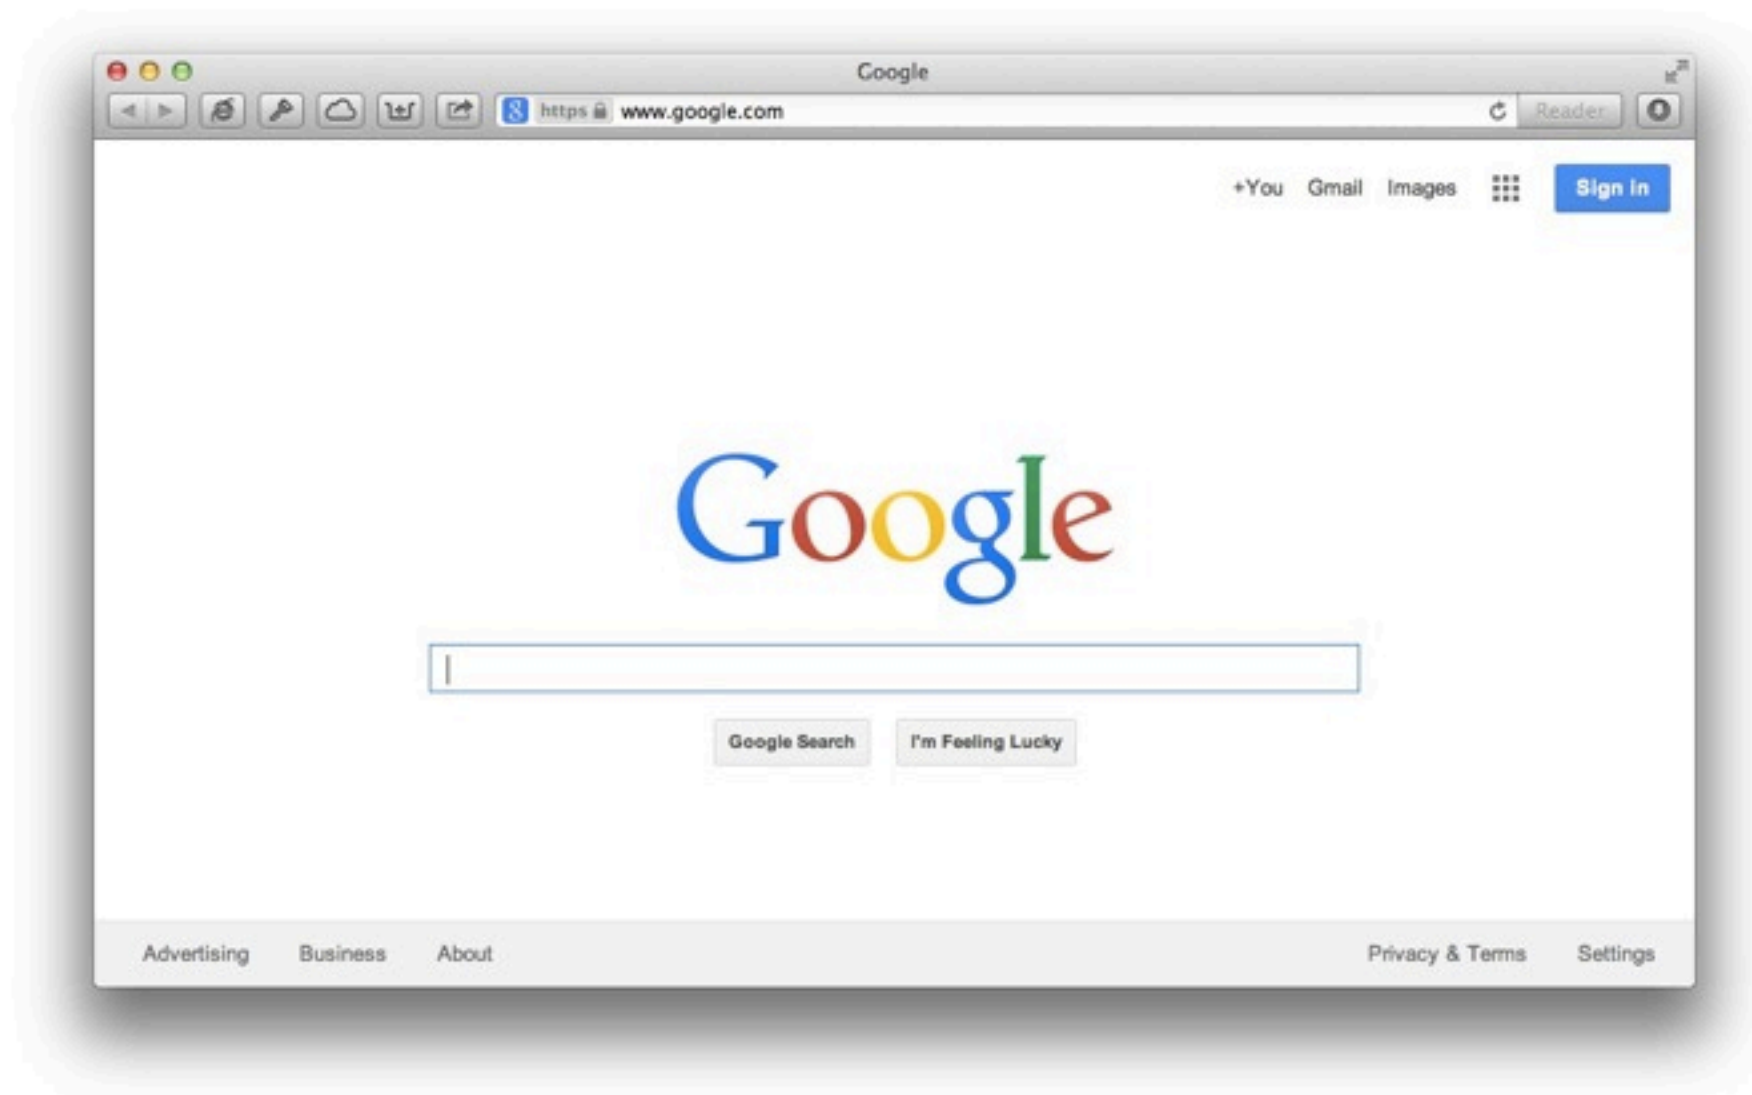 Google
https www.google.com Reader
+You Gmail Images Sign in
Google
Google Search I'm Feeling Lucky
Advertising Business About Privacy & Terms Settings